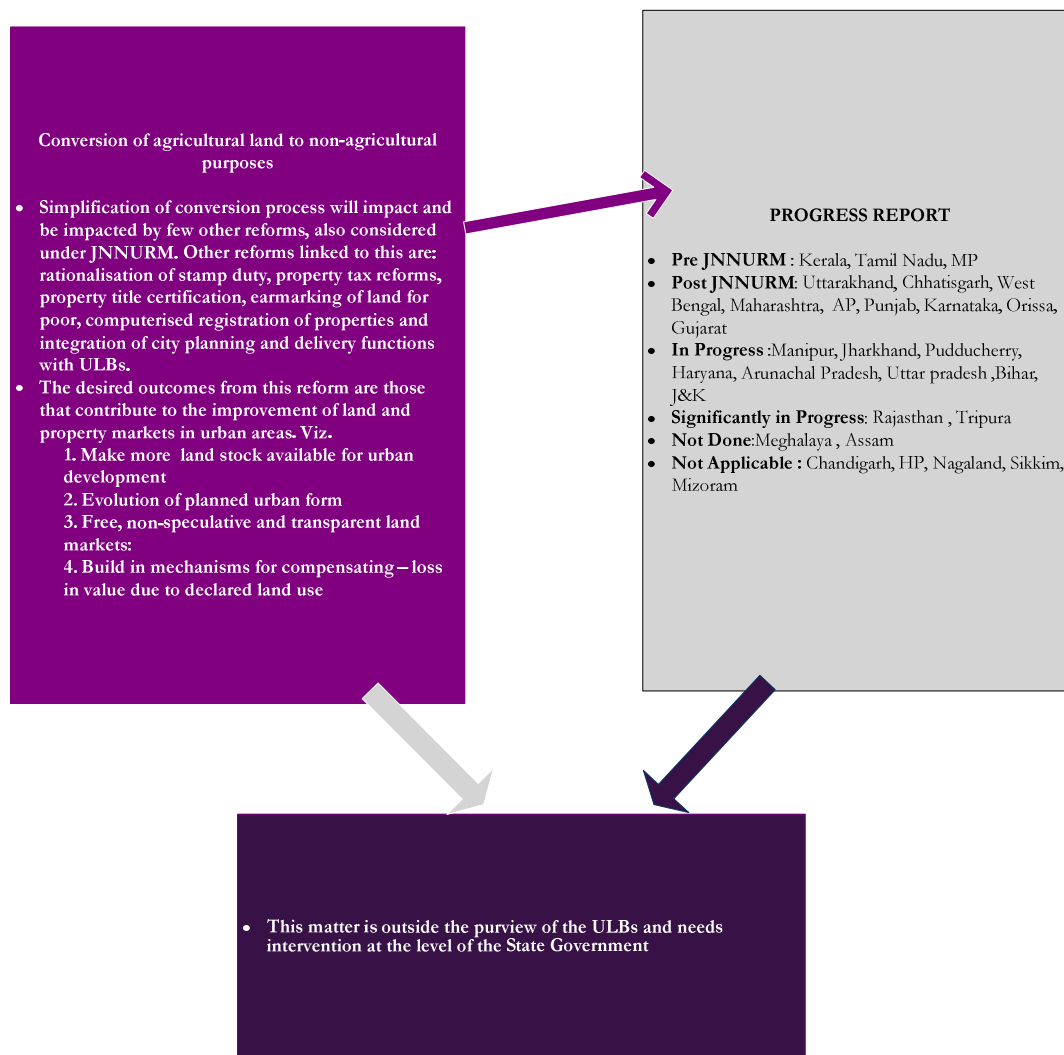 Conversion of agricultural land to non-agricultural
purposes
• Simplification of conversion process will impact and
be impacted by few other reforms, also considered
under JNNURM. Other reforms linked to this are:
rationalisation of stamp duty, property tax reforms,
property title certification, earmarking of land for
poor, computerised registration of properties and
integration of city planning and delivery functions
with ULBs.
• The desired outcomes from this reform are those
that contribute to the improvement of land and
property markets in urban areas. Viz.
1. Make more land stock available for urban
development
2. Evolution of planned urban form
3. Free, non-speculative and transparent land
markets:
4. Build in mechanisms for compensating – loss
in value due to declared land use
PROGRESS REPORT
• Pre JNNURM : Kerala, Tamil Nadu, MP
• Post JNNURM: Uttarakhand, Chhatisgarh, West
Bengal, Maharashtra, AP, Punjab, Karnataka, Orissa,
Gujarat
• In Progress :Manipur, Jharkhand, Pudducherry,
Haryana, Arunachal Pradesh, Uttar pradesh ,Bihar,
J&K
• Significantly in Progress: Rajasthan , Tripura
• Not Done:Meghalaya , Assam
• Not Applicable : Chandigarh, HP, Nagaland, Sikkim,
Mizoram
• This matter is outside the purview of the ULBs and needs
intervention at the level of the State Government